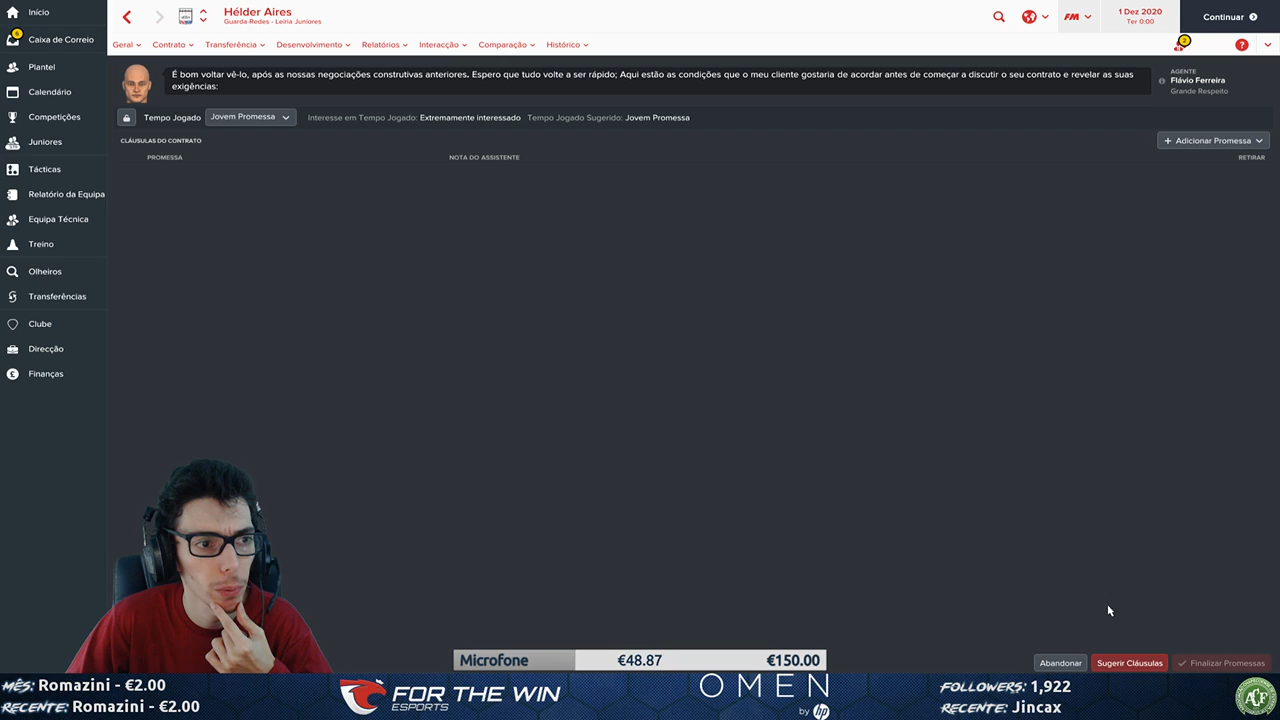 Início
Hélder Aires
Guarda-Redes - Leiria Juniores
FM
1 Dez 2020
Ter 0:00
Continuar
6
Caixa de Correio
Geral
Contrato
Transferência
Desenvolvimento
Relatórios
Interacção
Comparação
Histórico
2
?
Plantel
Calendário
Competições
Juniores
Tácticas
Relatório da Equipa
Equipa Técnica
Treino
Olheiros
Transferências
Clube
Direcção
Finanças
É bom voltar vê-lo, após as nossas negociações construtivas anteriores. Espero que tudo volte a ser rápido; Aqui estão as condições que o meu cliente gostaria de acordar antes de começar a discutir o seu contrato e revelar as suas
exigências:
AGENTE
Flávio Ferreira
Grande Respeito
Tempo Jogado
Jovem Promessa
Interesse em Tempo Jogado: Extremamente interessado
Tempo Jogado Sugerido: Jovem Promessa
CLÁUSULAS DO CONTRATO
+ Adicionar Promessa
PROMESSA
NOTA DO ASSISTENTE
RETIRAR
Abandonar
Sugerir Cláusulas
Finalizar Promessas
Microfone
€48.87
€150.00
MÊS: Romazini - €2.00
RECENTE: Romazini - €2.00
FOR THE WIN
ESPORTS
OMEN
by hp
FOLLOWERS: 1,922
RECENTE: Jincax
ACF